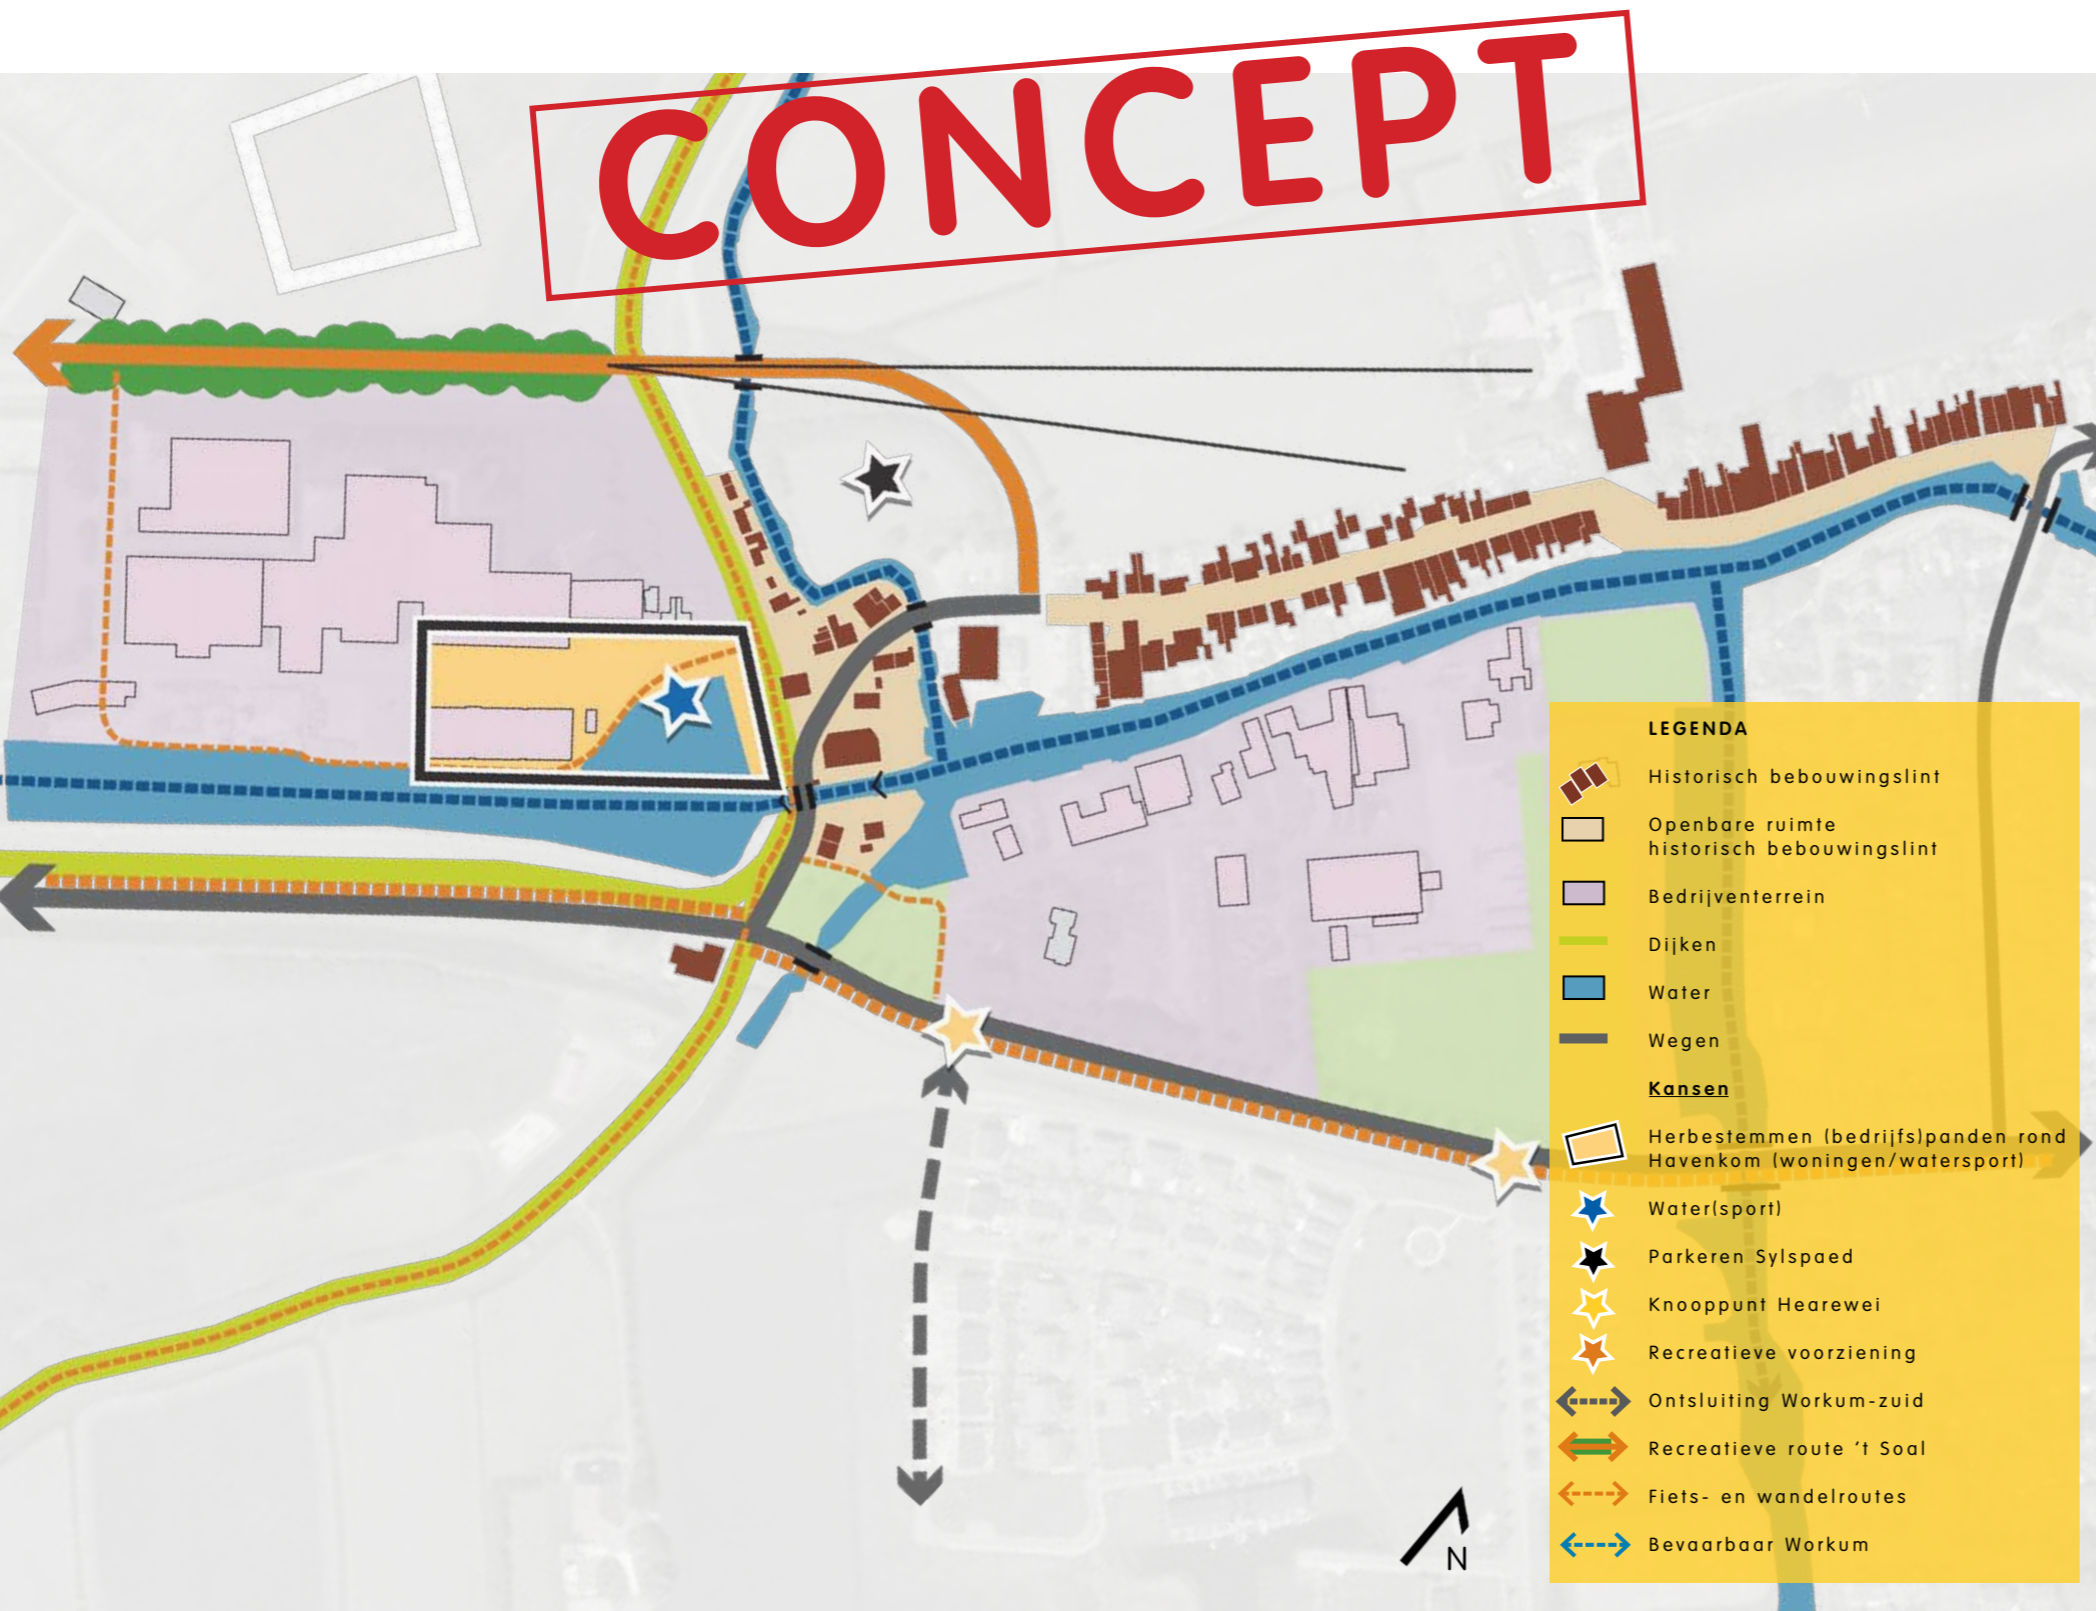 CONCEPT
LEGENDA
Historisch bebouwingslint
Openbare ruimte
historisch bebouwingslint
Bedrijventerrein
Dijken
Water
Wegen
Kansen
Herbestemmen (bedrijfs)panden rond
Havenkom (woningen/watersport)
Water(sport)
Parkeren Sylspaed
Knooppunt Hearewei
Recreatieve voorziening
Ontsluiting Workum-zuid
Recreatieve route 't Soal
Fiets- en wandelroutes
Bevaarbaar Workum
N